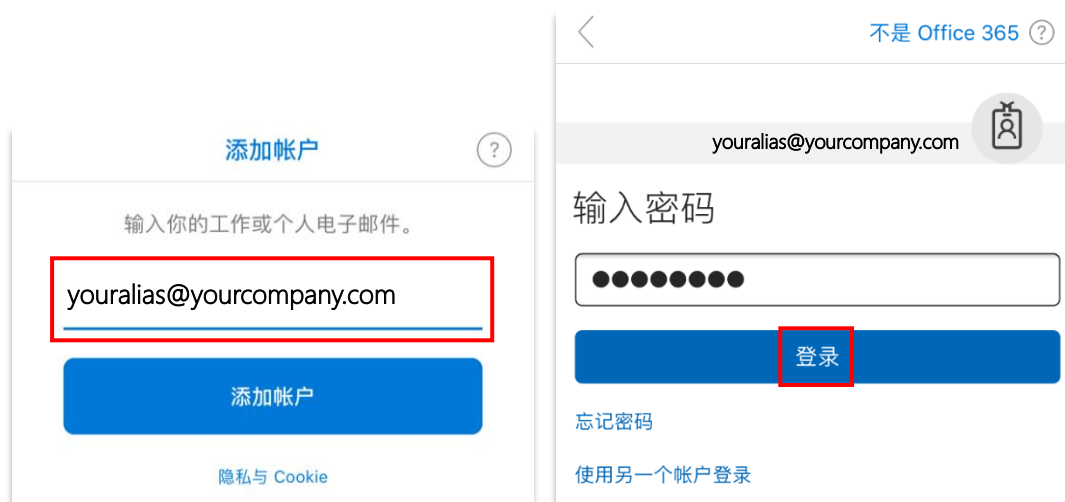 添加帐户
?
输入你的工作或个人电子邮件。
youralias@yourcompany.com
添加帐户
隐私与 Cookie
不是 Office 365 ?
youralias@yourcompany.com
输入密码
●●●●●●●●
登录
忘记密码
使用另一个帐户登录